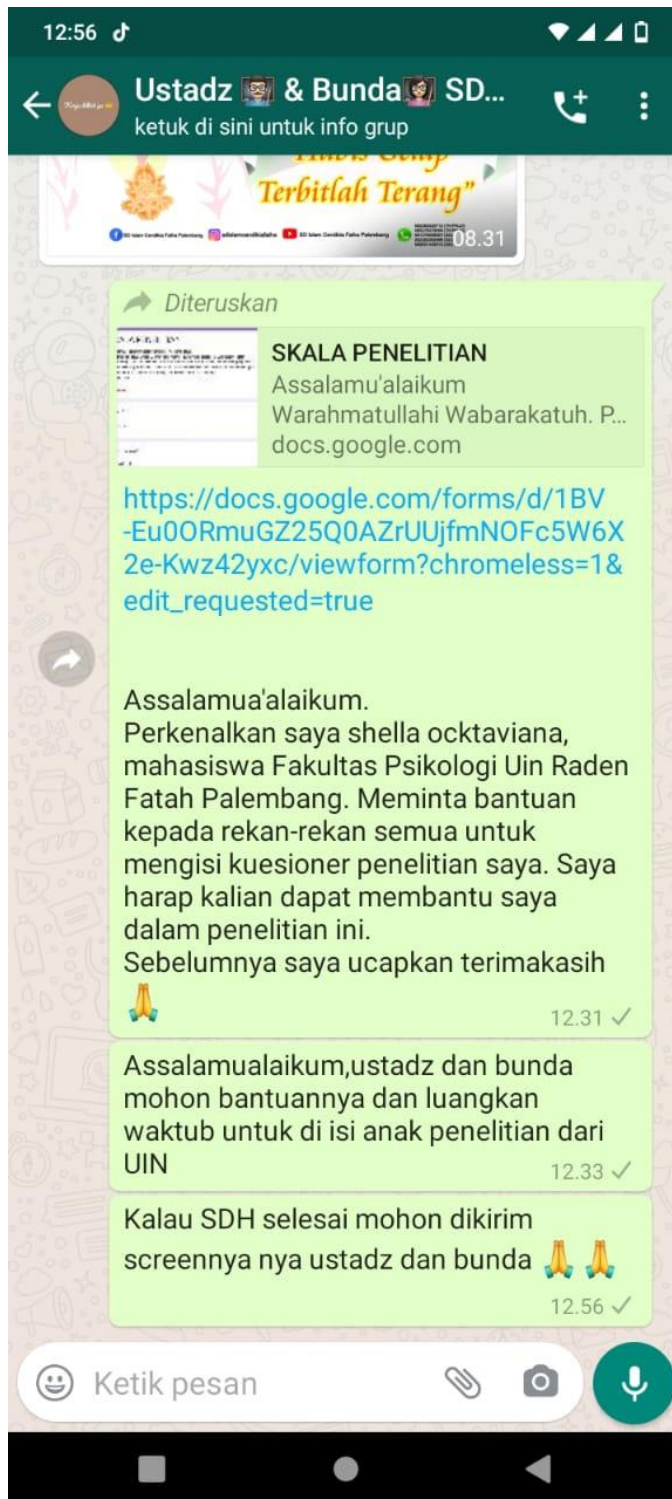 12:56
Ustadz & Bunda SD...
ketuk di sini untuk info grup
Terbitlah Terang"
08.31
Diteruskan
SKALA PENELITIAN
Assalamu'alaikum
Warahmatullahi Wabarakatuh. P...
docs.google.com
https://docs.google.com/forms/d/1BV
-Eu0ORmuGZ25Q0AZrUUjfmNOFc5W6X
2e-Kwz42yxc/viewform?chromeless=1&
edit_requested=true
Assalamua'alaikum.
Perkenalkan saya shella ocktaviana,
mahasiswa Fakultas Psikologi Uin Raden
Fatah Palembang. Meminta bantuan
kepada rekan-rekan semua untuk
mengisi kuesioner penelitian saya. Saya
harap kalian dapat membantu saya
dalam penelitian ini.
Sebelumnya saya ucapkan terimakasih
🙏
12.31
Assalamualaikum,ustadz dan bunda
mohon bantuannya dan luangkan
waktub untuk di isi anak penelitian dari
UIN
12.33
Kalau SDH selesai mohon dikirim
screennya nya ustadz dan bunda 🙏 🙏
12.56
Ketik pesan